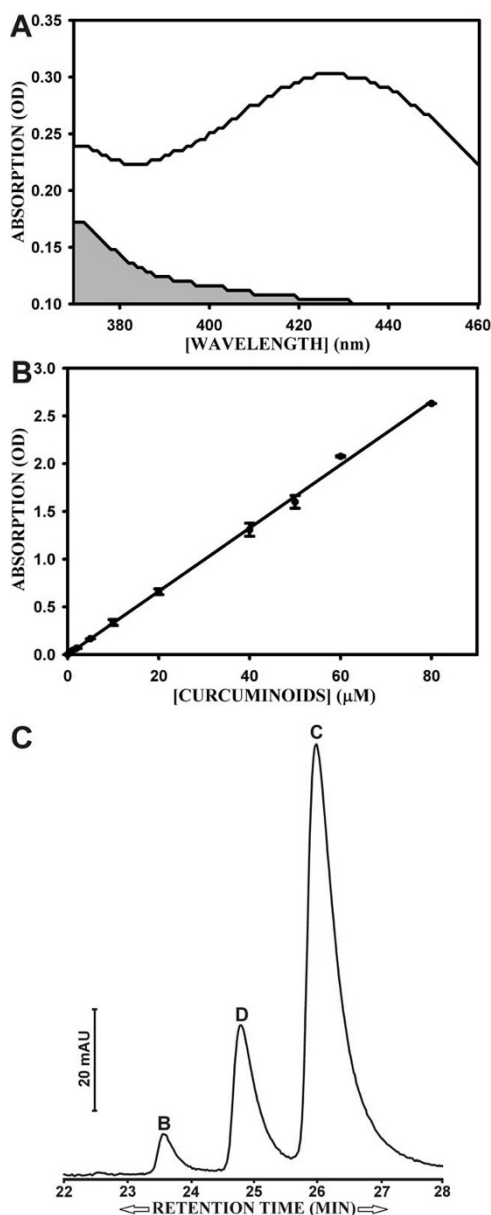 A
0.35
0.30
0.25
0.20
0.15
0.10
ABSORPTION (OD)
380 400 420 440 460
[WAVELENGTH] (nm)
B
3.0
2.5
2.0
1.5
1.0
0.5
0.0
ABSORPTION (OD)
0 20 40 60 80
[CURCUMINOIDS] (μM)
C
C
D
B
20 mAU
22 23 24 25 26 27 28
RETENTION TIME (MIN)